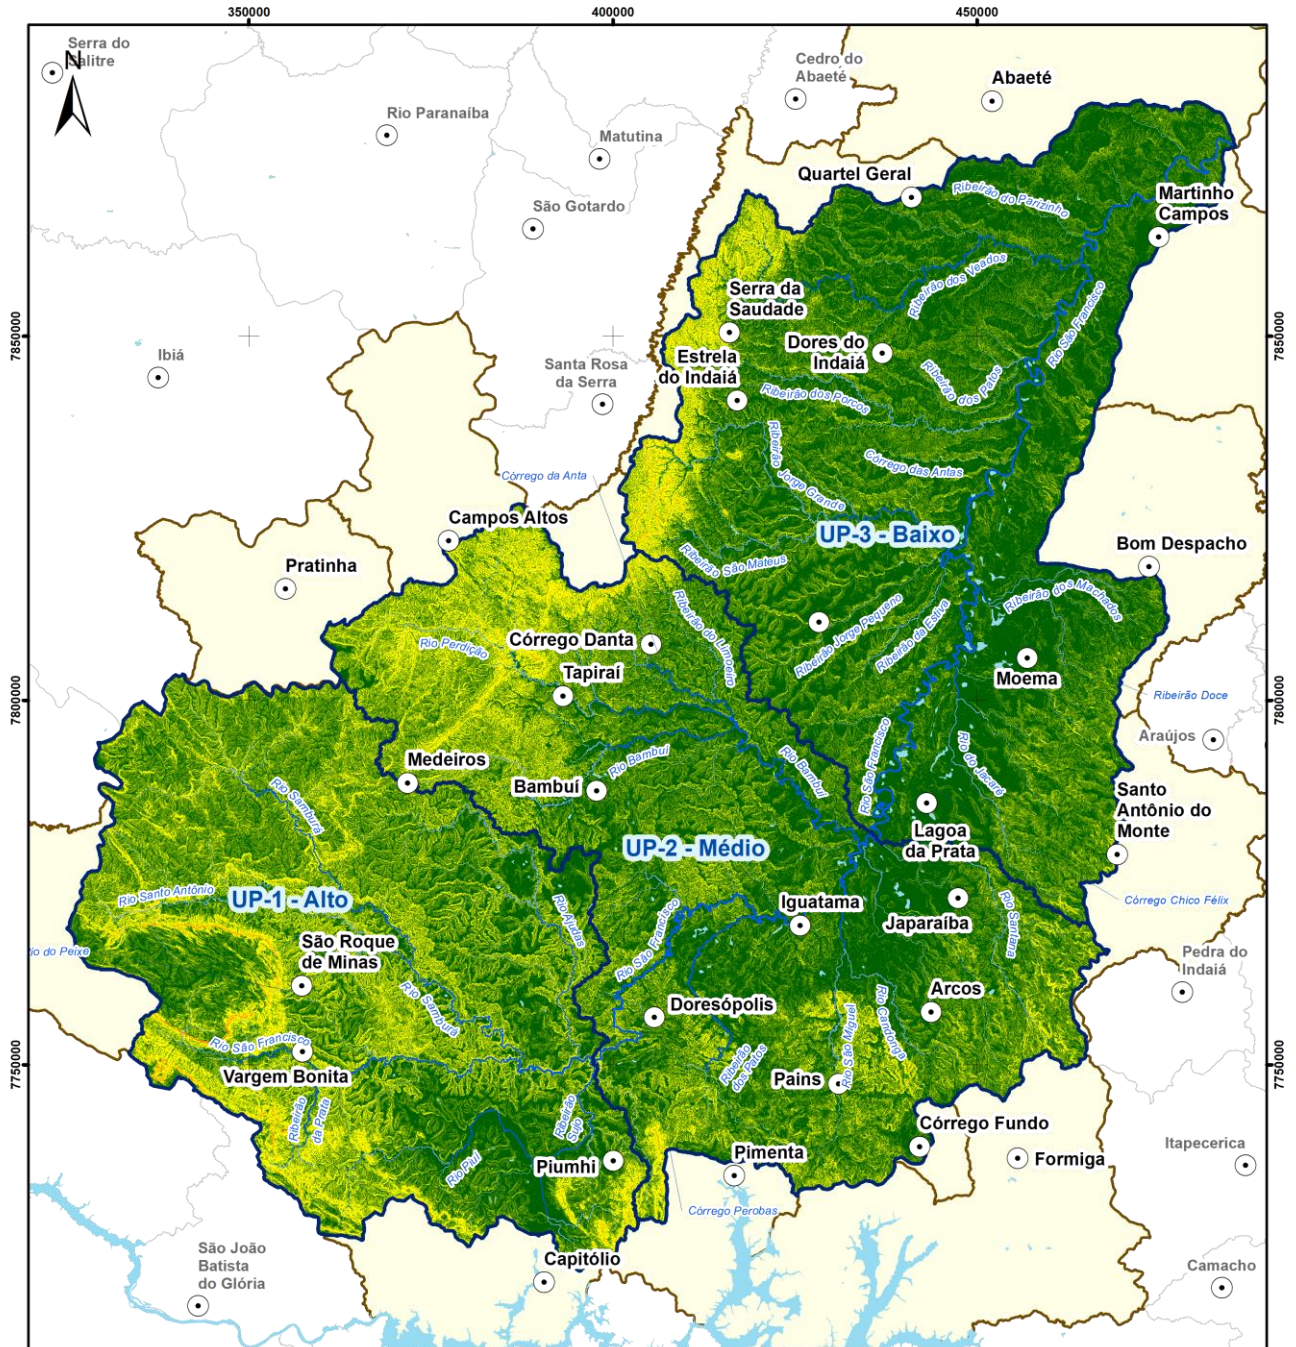 350000
400000
450000
Serra do
Salitre
N
Cedro do
Abaeté
Abaeté
Rio Paranaíba
Matutina
Quartel Geral
Ribeirão do Parizinho
Martinho
Campos
São Gotardo
Ribeirão dos Veados
Serra da
Saudade
Rio São Francisco
7850000
7850000
Dores do
Indaiá
Ibiá
Santa Rosa
da Serra
Estrela
do Indaiá
Ribeirão dos Patos
Ribeirão dos Porcos
Córrego da Anta
Ribeirão Jorge Grande
Córrego das Antas
Campos Altos
UP-3 - Baixo
Bom Despacho
Pratinha
Ribeirão São Mateus
Ribeirão dos Machados
Ribeirão do Limoeiro
Ribeirão Jorge Pequeno
Ribeirão da Estiva
Rio Perdição
Córrego Danta
Tapiraí
Moema
Ribeirão Doce
7800000
7800000
Araújos
Medeiros
Rio Bambuí
Rio Bambuí
Rio São Francisco
Rio do Jacaré
Bambuí
Santo
Antônio do
Monte
Rio Samburá
Lagoa
da Prata
UP-2 - Médio
Rio Santo Antônio
UP-1 - Alto
Iguatama
Japaraíba
Rio Santana
Córrego Chico Félix
Rio Ajudas
Rio São Francisco
São Roque
de Minas
io do Peixe
Pedra do
Indaiá
Rio Samburá
Doresópolis
Arcos
Rio Candonga
Rio São Miguel
Rio São Francisco
7750000
7750000
Vargem Bonita
Ribeirão
dos Patos
Pains
Ribeirão
da Prata
Ribeirão
Sujo
Córrego Fundo
Rio Piuí
Piumhi
Pimenta
Formiga
Itapecerica
Córrego Perobas
São João
Batista
do Glória
Capitólio
Camacho